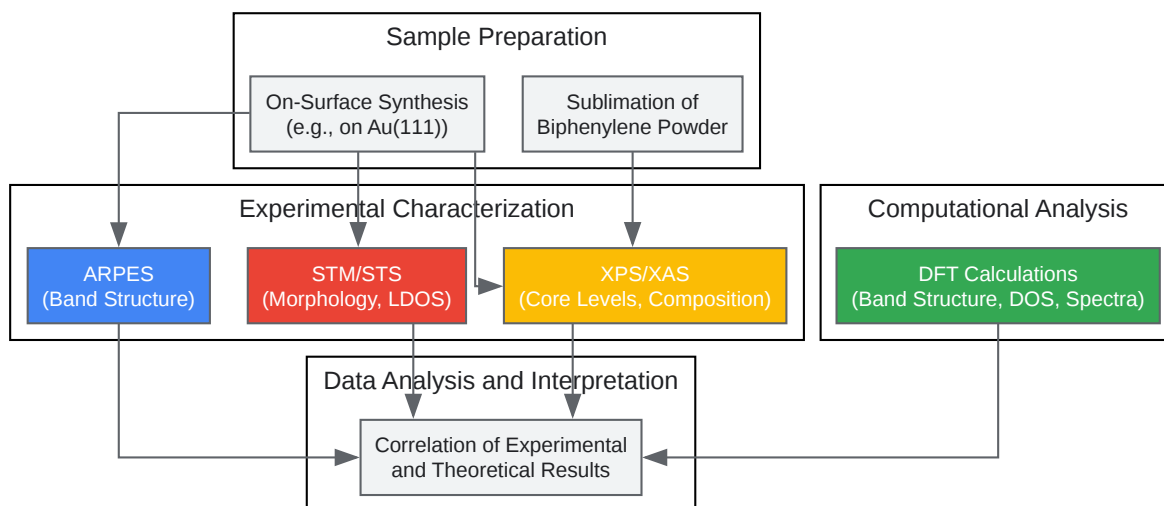 Sample Preparation
On-Surface Synthesis
(e.g., on Au(111))
Sublimation of
Biphenylene Powder
Experimental Characterization
Computational Analysis
ARPES
(Band Structure)
STM/STS
(Morphology, LDOS)
XPS/XAS
(Core Levels, Composition)
DFT Calculations
(Band Structure, DOS, Spectra)
Data Analysis and Interpretation
Correlation of Experimental
and Theoretical Results